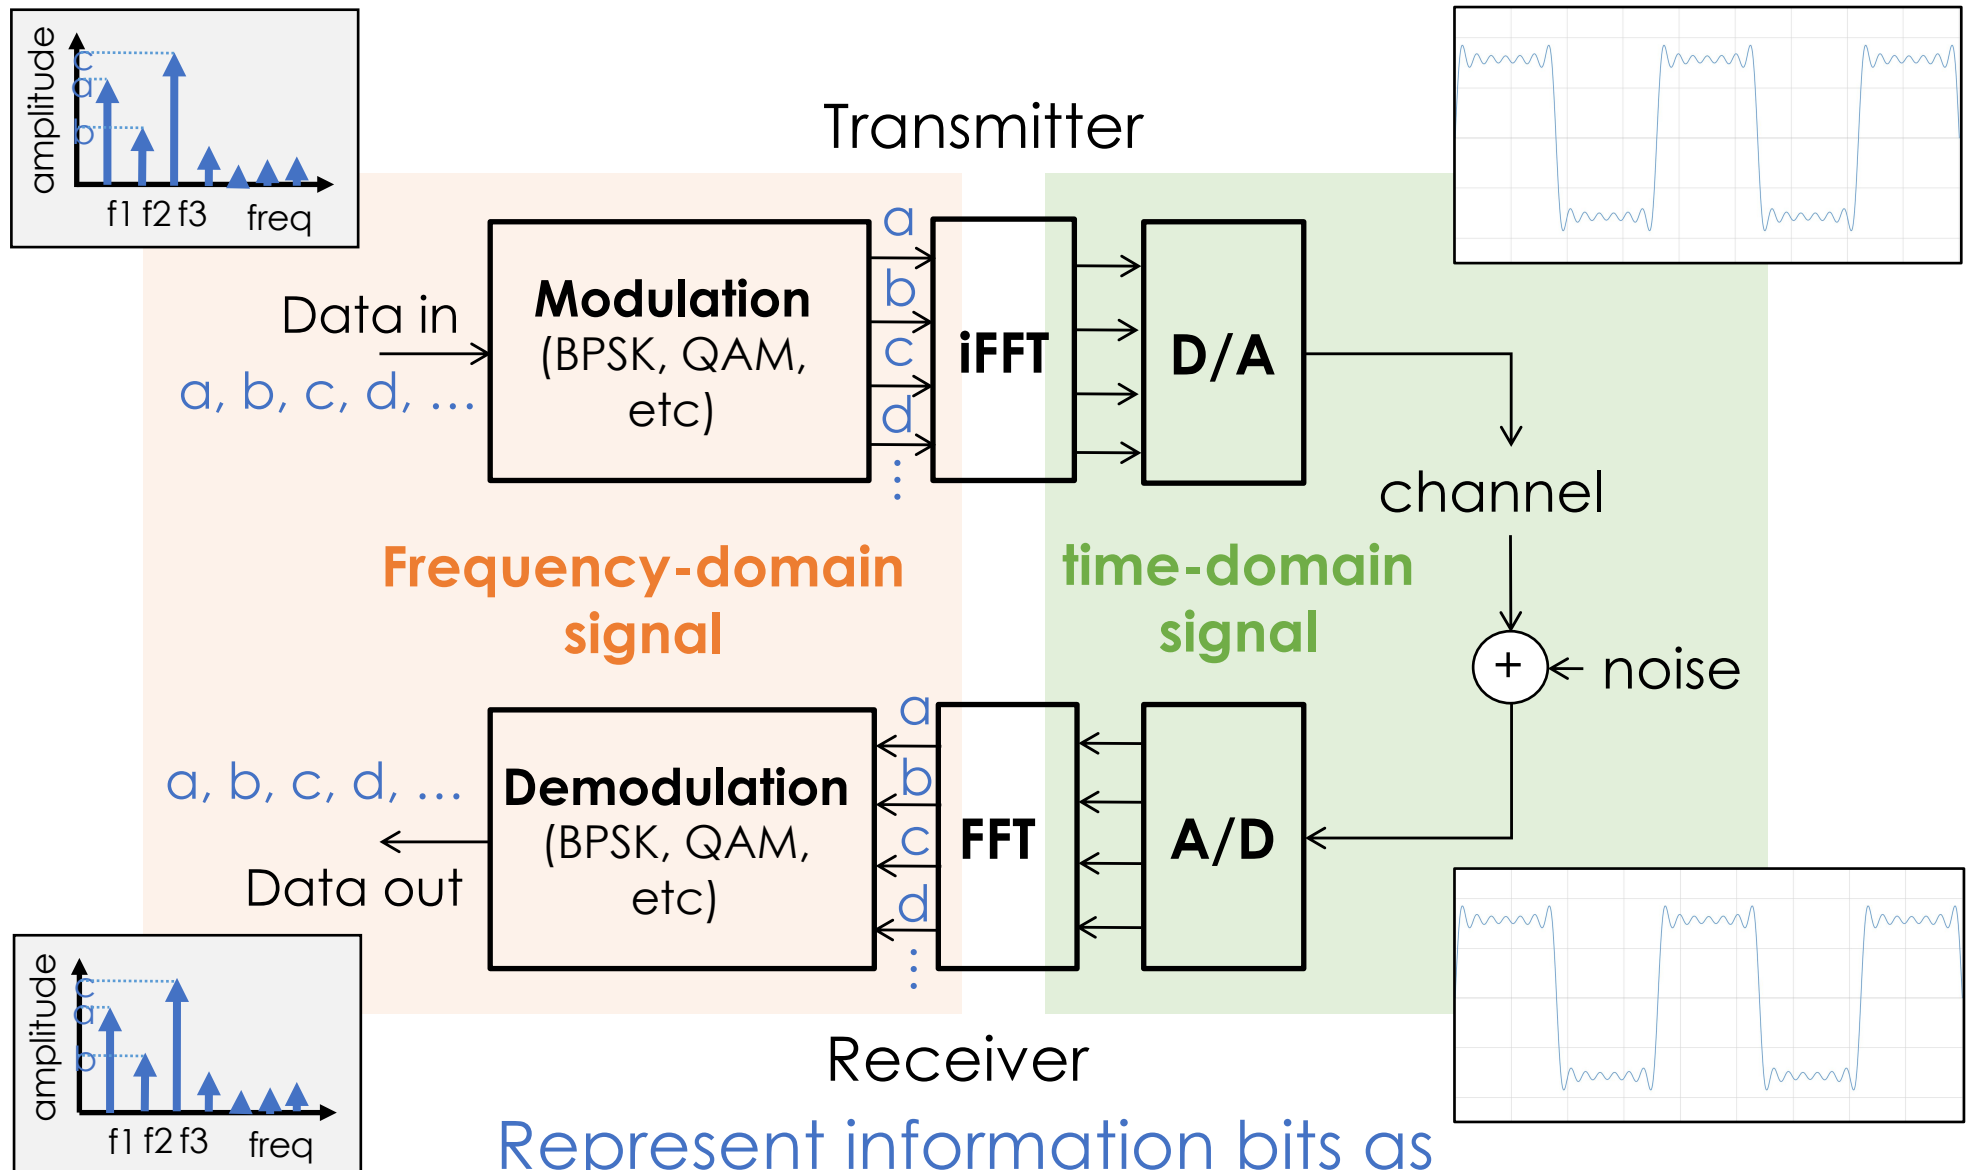 amplitude
c
a
b
f1 f2 f3 freq
Transmitter
Data in
a, b, c, d, ...
Modulation
(BPSK, QAM,
etc)
a
b
c
d
...
iFFT
D/A
channel
Frequency-domain
signal
time-domain
signal
+
noise
a, b, c, d, ...
Data out
Demodulation
(BPSK, QAM,
etc)
a
b
c
d
...
FFT
A/D
amplitude
c
a
b
f1 f2 f3 freq
Receiver
Represent information bits as